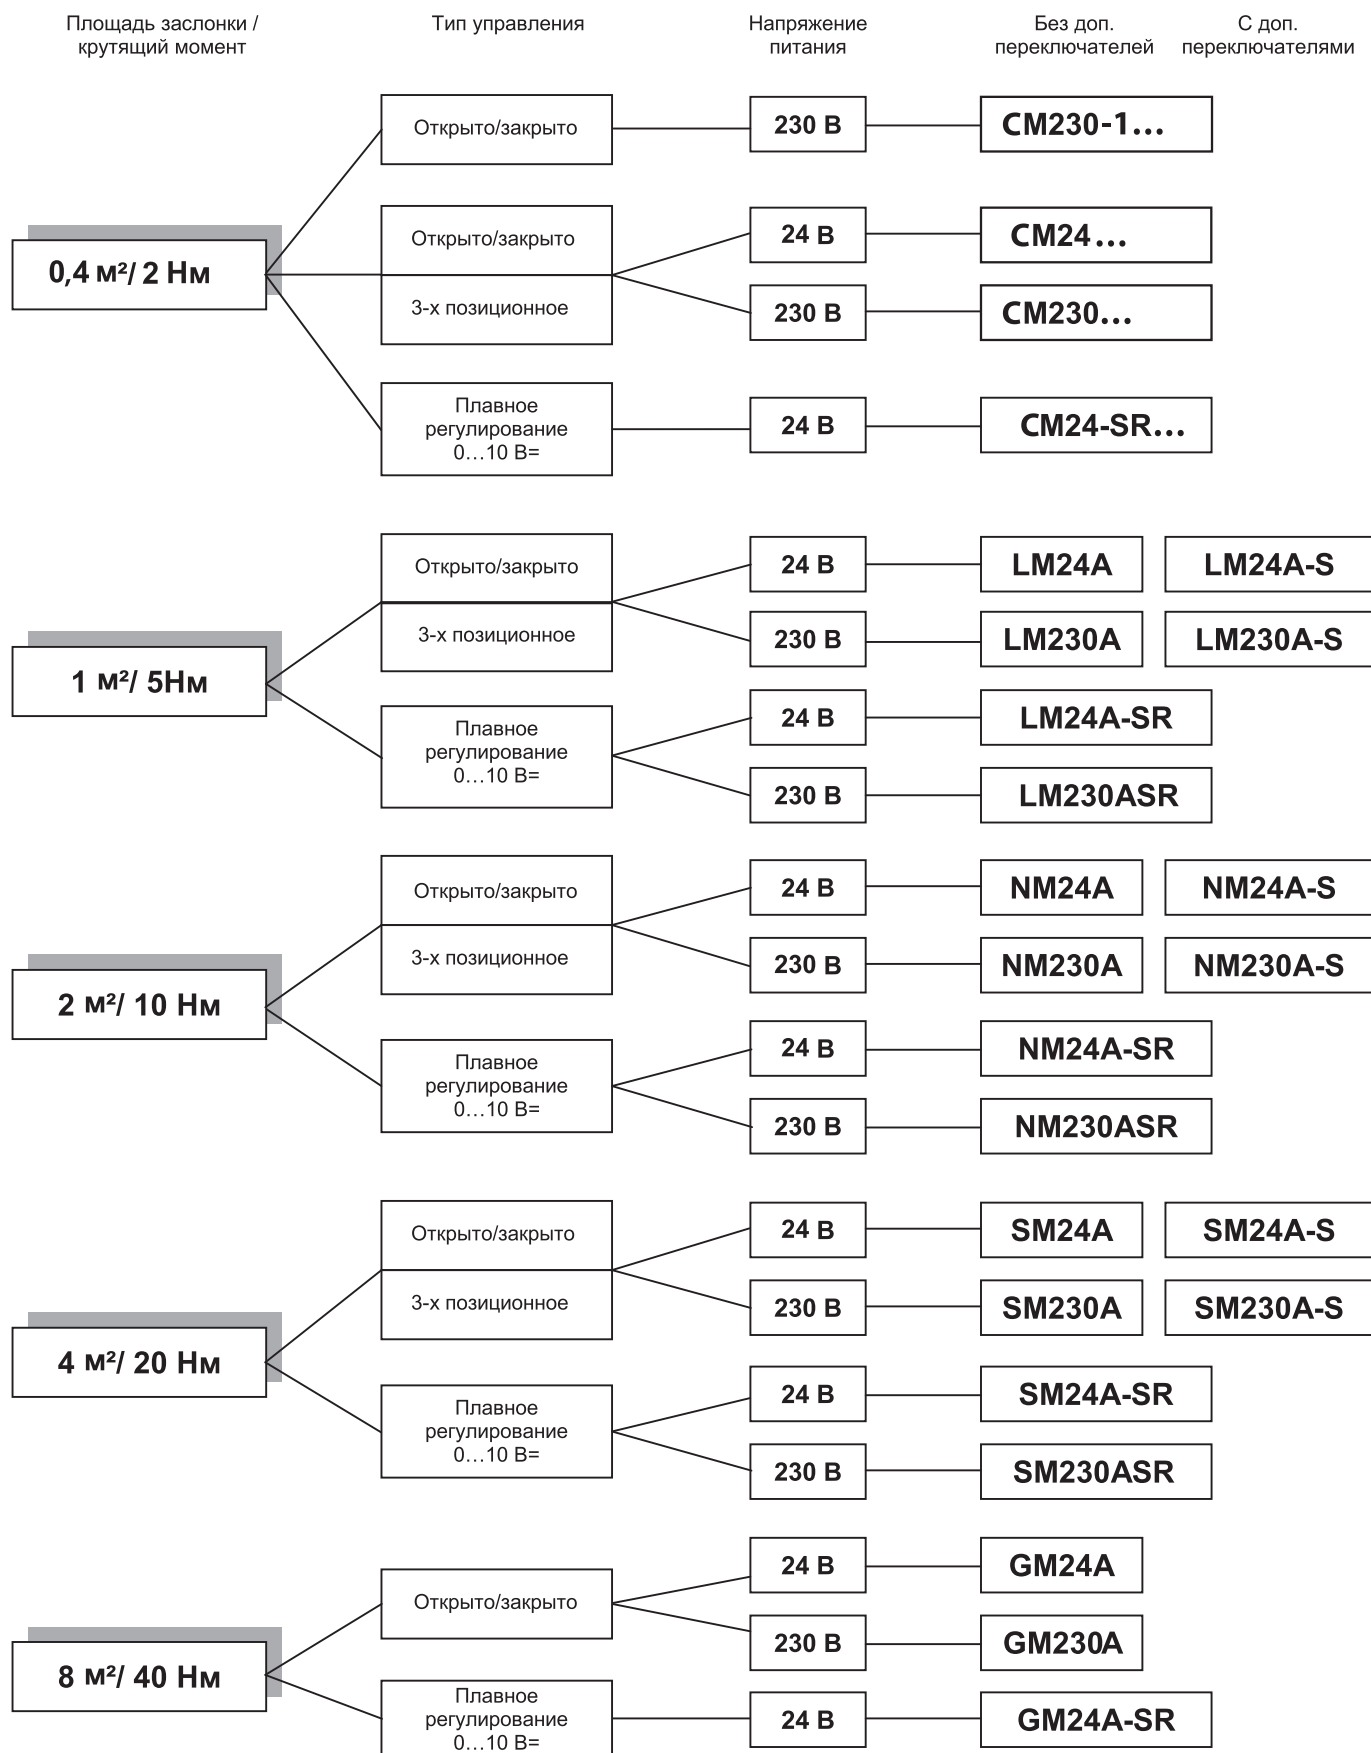 Площадь заслонки /
крутящий момент
Тип управления
Напряжение
питания
Без доп.
переключателей
С доп.
переключателями
0,4 м²/ 2 Нм
Открыто/закрыто
230 В
CM230-1...
Открыто/закрыто
3-х позиционное
24 В
CM24...
230 В
CM230...
Плавное
регулирование
0...10 В=
24 В
CM24-SR...
1 м²/ 5Нм
Открыто/закрыто
3-х позиционное
24 В
LM24A
LM24A-S
230 В
LM230A
LM230A-S
Плавное
регулирование
0...10 В=
24 В
LM24A-SR
230 В
LM230ASR
2 м²/ 10 Нм
Открыто/закрыто
3-х позиционное
24 В
NM24A
NM24A-S
230 В
NM230A
NM230A-S
Плавное
регулирование
0...10 В=
24 В
NM24A-SR
230 В
NM230ASR
4 м²/ 20 Нм
Открыто/закрыто
3-х позиционное
24 В
SM24A
SM24A-S
230 В
SM230A
SM230A-S
Плавное
регулирование
0...10 В=
24 В
SM24A-SR
230 В
SM230ASR
8 м²/ 40 Нм
Открыто/закрыто
24 В
GM24A
230 В
GM230A
Плавное
регулирование
0...10 В=
24 В
GM24A-SR